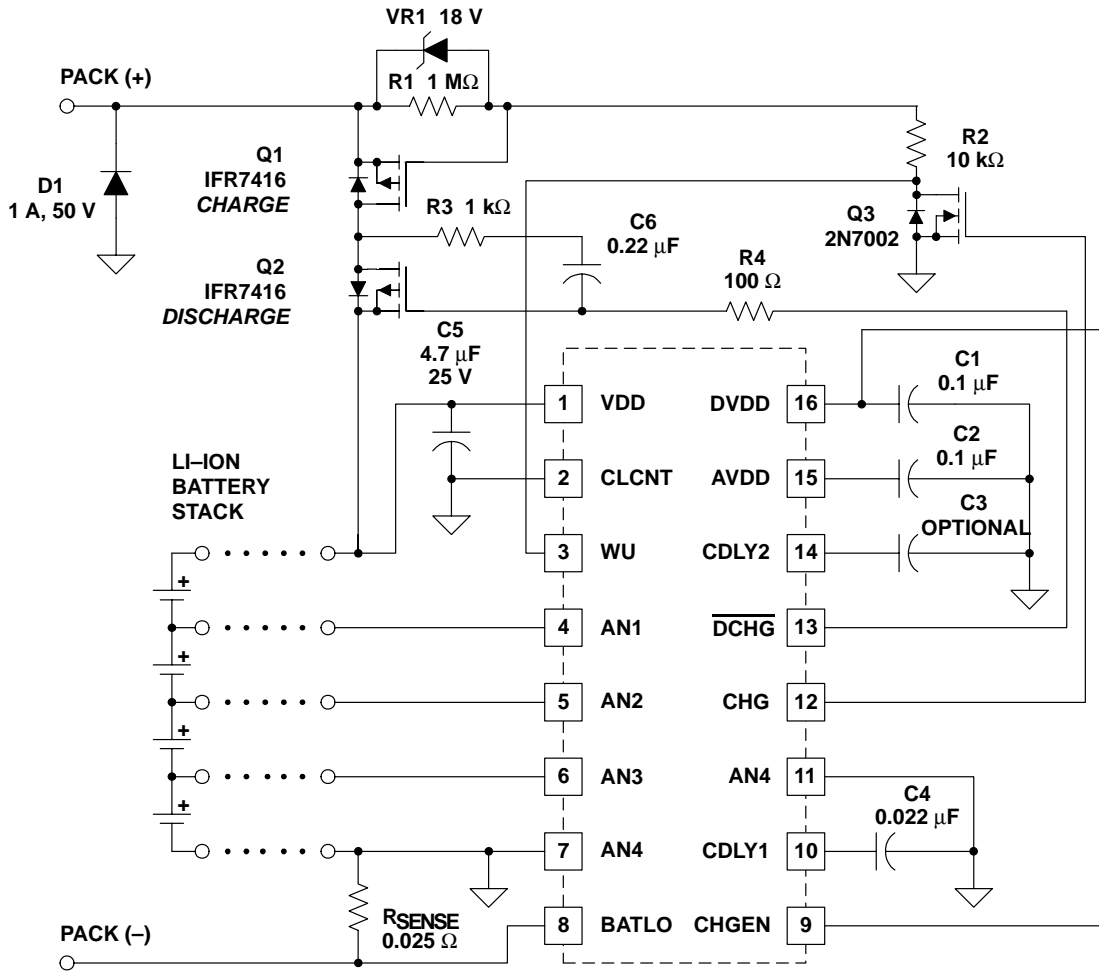 VR1 18 V
PACK (+)
R1 1 MΩ
Q1
IFR7416
CHARGE
R2
10 kΩ
D1
1 A, 50 V
R3 1 kΩ
C6
0.22 μF
Q3
2N7002
Q2
IFR7416
DISCHARGE
R4
100 Ω
C5
4.7 μF
25 V
C1
0.1 μF
1 VDD DVDD 16
C2
0.1 μF
LI–ION
BATTERY
STACK
2 CLCNT AVDD 15
C3
OPTIONAL
3 WU CDLY2 14
+
4 AN1 DCHG 13
+
5 AN2 CHG 12
+
6 AN3 AN4 11
+
C4
0.022 μF
7 AN4 CDLY1 10
RSENSE
0.025 Ω
8 BATLO CHGEN 9
PACK (–)